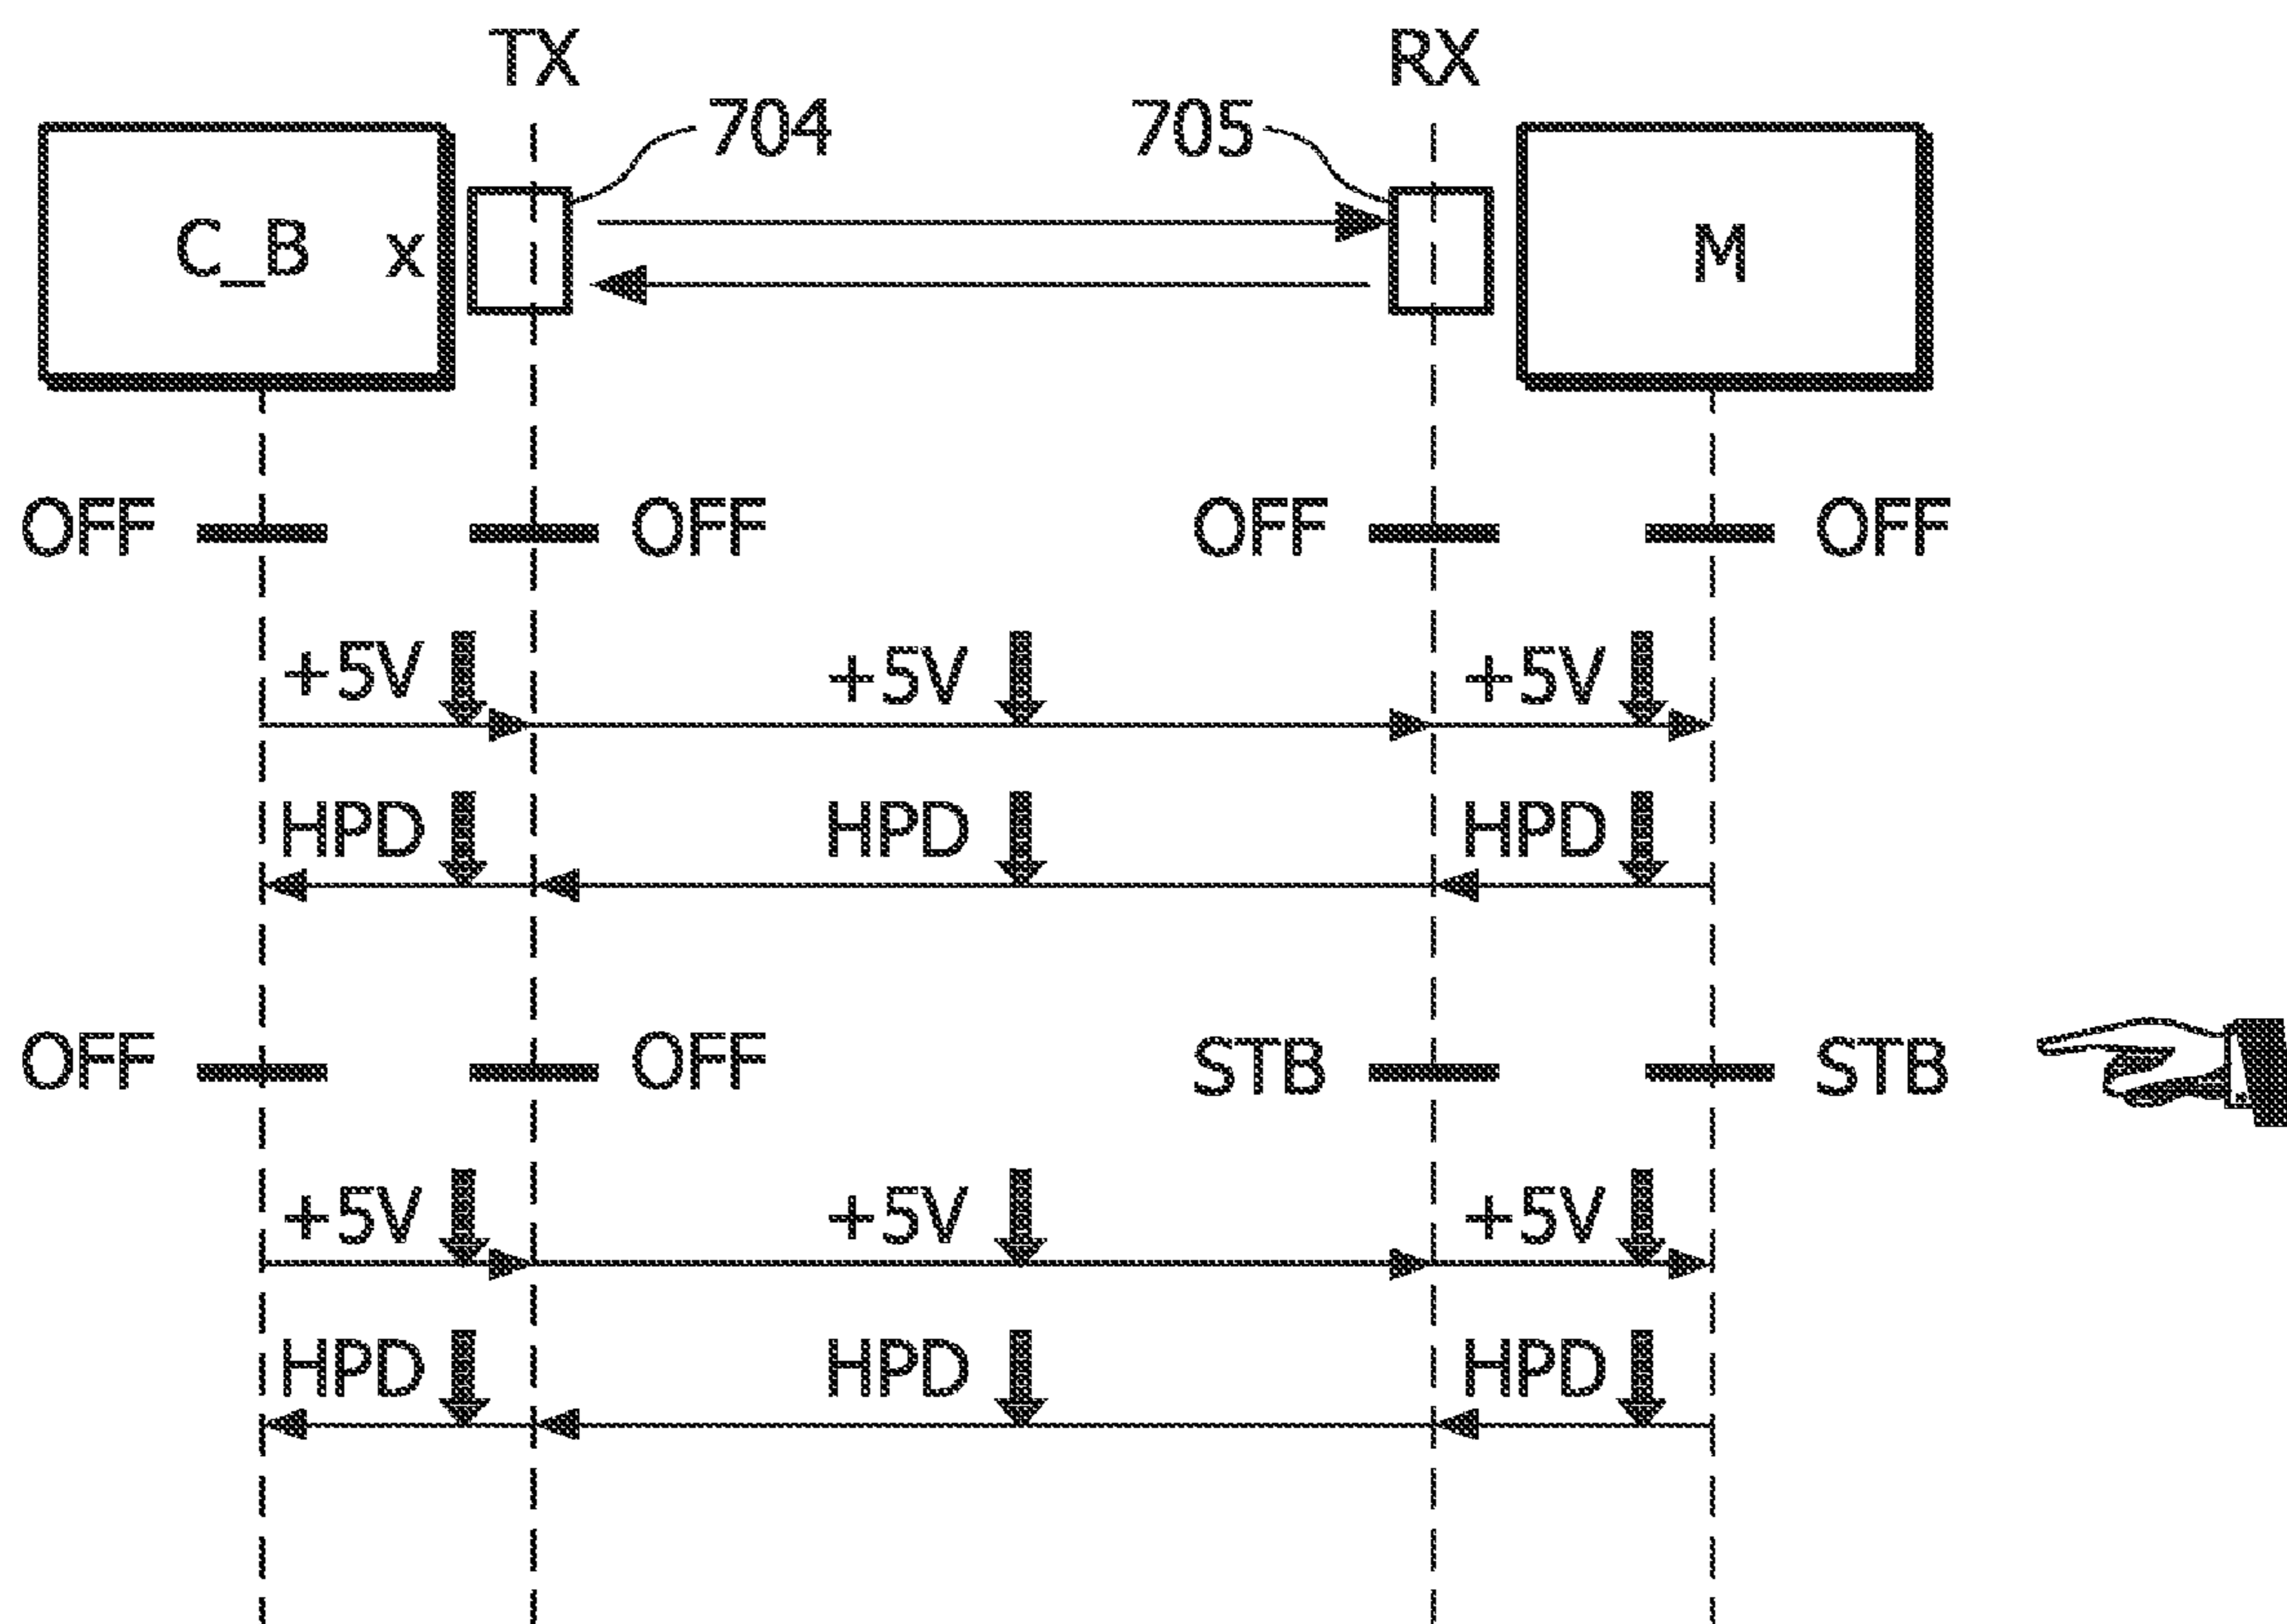 TX RX
704 705
C_B x M
OFF OFF OFF OFF
+5V +5V +5V
HPD HPD HPD
OFF OFF STB STB
+5V +5V +5V
HPD HPD HPD